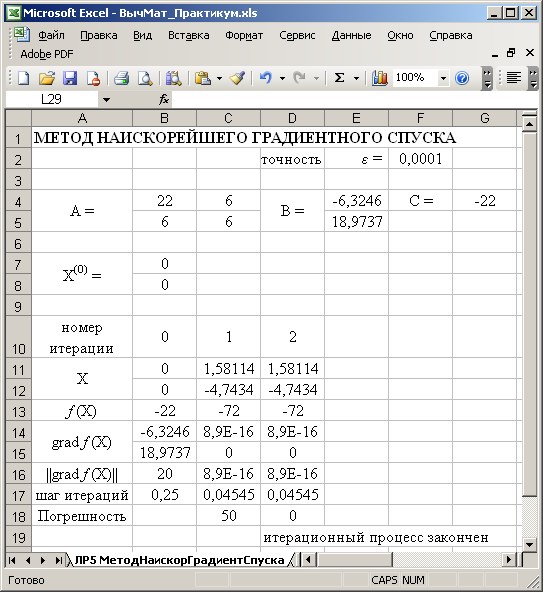 Microsoft Excel - ВычМат_Практикум.xls
Файл Правка Вид Вставка Формат Сервис Данные Окно Справка
Adobe PDF
Σ 100%
L29 fx
A B C D E F G
1 МЕТОД НАИСКОРЕЙШЕГО ГРАДИЕНТНОГО СПУСКА
2 точность ε = 0,0001
3
4 A = 22 6 B = -6,3246 C = -22
5 6 6 18,9737
6
7 X(0) = 0
8 0
9
10 номер итерации 0 1 2
11 X 0 1,58114 1,58114
12 0 -4,7434 -4,7434
13 f (X) -22 -72 -72
14 grad f (X) -6,3246 8,9E-16 8,9E-16
15 18,9737 0 0
16 ||grad f (X)|| 20 8,9E-16 8,9E-16
17 шаг итераций 0,25 0,04545 0,04545
18 Погрешность 50 0
19 итерационный процесс закончен
ЛР5 МетодНаискорГрадиентСпуска
Готово CAPS NUM